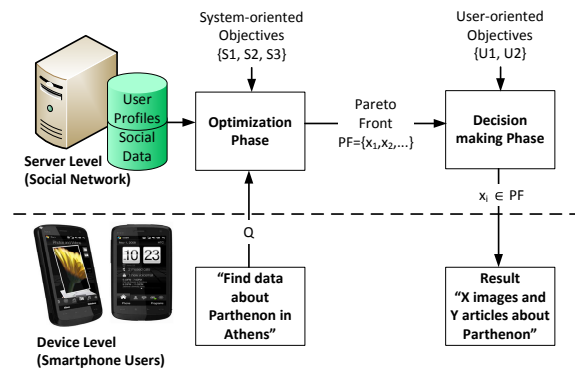 System-oriented
Objectives
{S1, S2, S3}
User-oriented
Objectives
{U1, U2}
User
Profiles
Social
Data
Optimization
Phase
Pareto
Front
PF={x1,x2,...}
Decision
making Phase
Server Level
(Social Network)
xi ∈ PF
Q
10 23
"Find data
about
Parthenon in
Athens"
Result
"X images and
Y articles about
Parthenon"
Device Level
(Smartphone Users)